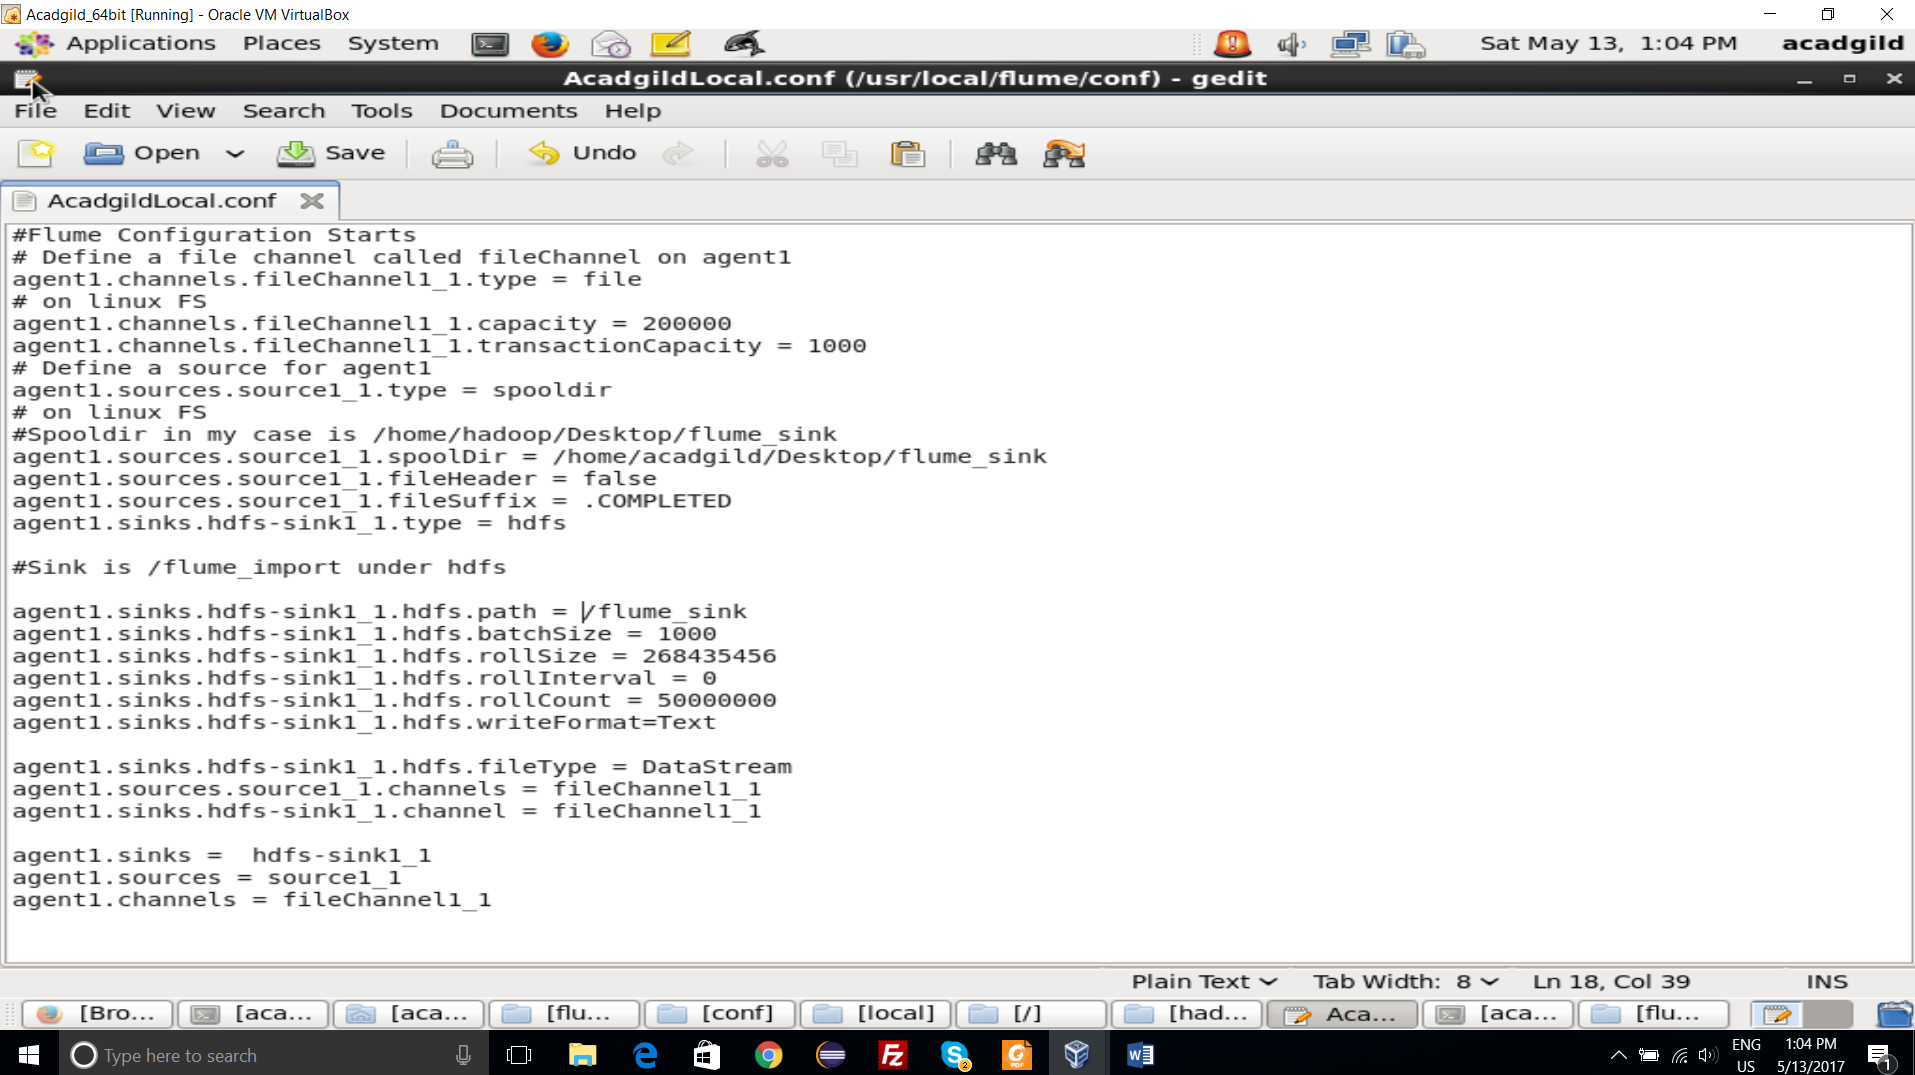 Acadgild_64bit [Running] - Oracle VM VirtualBox
Applications Places System Sat May 13, 1:04 PM acadgild
AcadgildLocal.conf (/usr/local/flume/conf) - gedit
File Edit View Search Tools Documents Help
Open Save Undo
AcadgildLocal.conf
#Flume Configuration Starts
# Define a file channel called fileChannel on agent1
agent1.channels.fileChannel1_1.type = file
# on linux FS
agent1.channels.fileChannel1_1.capacity = 200000
agent1.channels.fileChannel1_1.transactionCapacity = 1000
# Define a source for agent1
agent1.sources.source1_1.type = spooldir
# on linux FS
#Spooldir in my case is /home/hadoop/Desktop/flume_sink
agent1.sources.source1_1.spoolDir = /home/acadgild/Desktop/flume_sink
agent1.sources.source1_1.fileHeader = false
agent1.sources.source1_1.fileSuffix = .COMPLETED
agent1.sinks.hdfs-sink1_1.type = hdfs
#Sink is /flume_import under hdfs
agent1.sinks.hdfs-sink1_1.hdfs.path = /flume_sink
agent1.sinks.hdfs-sink1_1.hdfs.batchSize = 1000
agent1.sinks.hdfs-sink1_1.hdfs.rollSize = 268435456
agent1.sinks.hdfs-sink1_1.hdfs.rollInterval = 0
agent1.sinks.hdfs-sink1_1.hdfs.rollCount = 50000000
agent1.sinks.hdfs-sink1_1.hdfs.writeFormat=Text
agent1.sinks.hdfs-sink1_1.hdfs.fileType = DataStream
agent1.sources.source1_1.channels = fileChannel1_1
agent1.sinks.hdfs-sink1_1.channel = fileChannel1_1
agent1.sinks =  hdfs-sink1_1
agent1.sources = source1_1
agent1.channels = fileChannel1_1
Plain Text Tab Width: 8 Ln 18, Col 39 INS
[Bro... [aca... [aca... [flu... [conf] [local] [/] [had... Aca... [aca... [flu...
Type here to search ENG 1:04 PM
US 5/13/2017 1